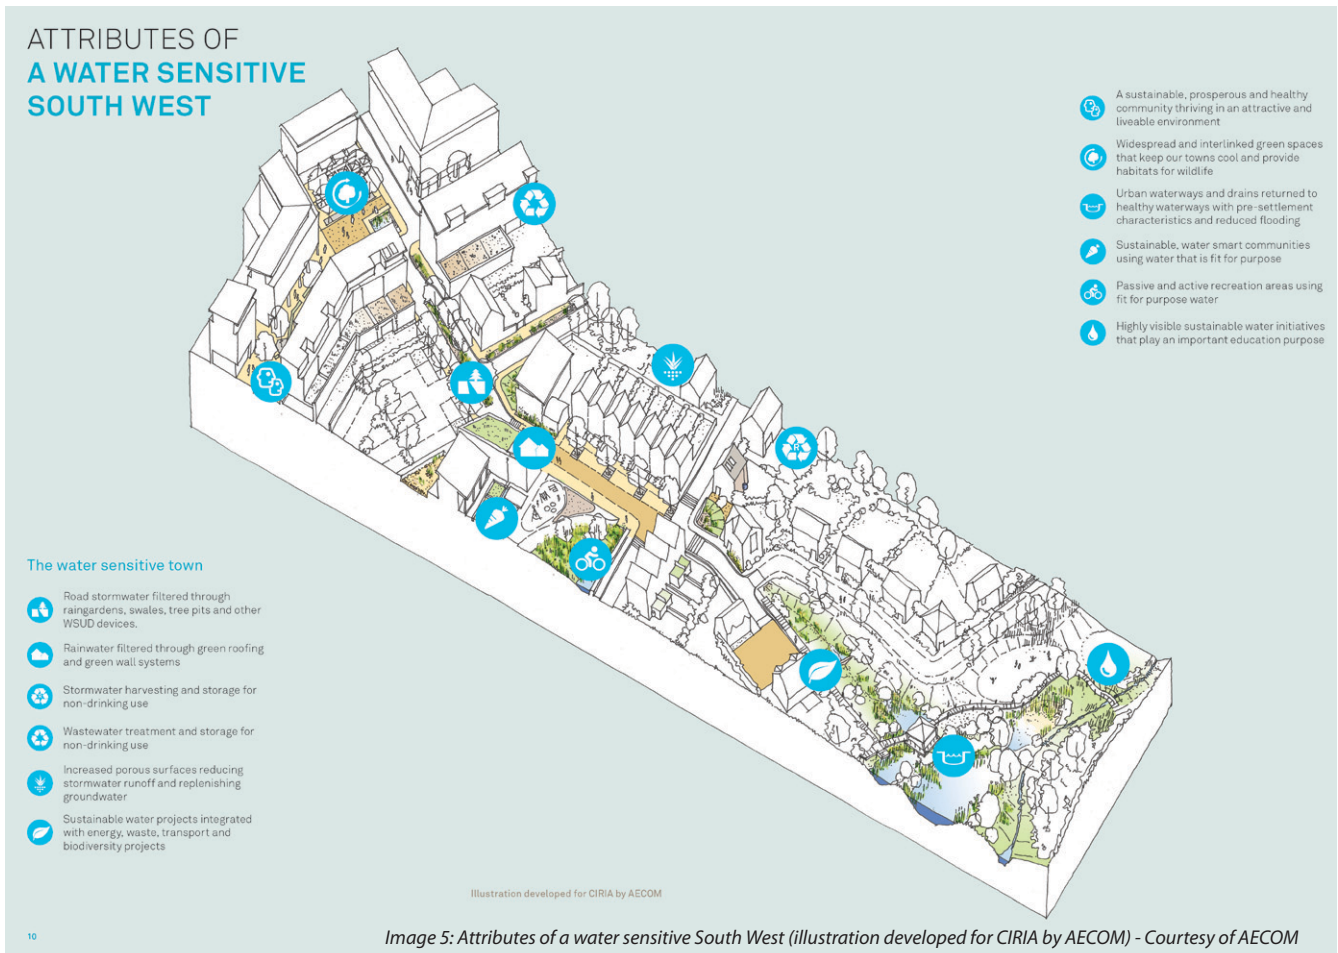 ATTRIBUTES OF
A WATER SENSITIVE
SOUTH WEST
A sustainable, prosperous and healthy
community thriving in an attractive and
liveable environment
Widespread and interlinked green spaces
that keep our towns cool and provide
habitats for wildlife
Urban waterways and drains returned to
healthy waterways with pre-settlement
characteristics and reduced flooding
Sustainable, water smart communities
using water that is fit for purpose
Passive and active recreation areas using
fit for purpose water
Highly visible sustainable water initiatives
that play an important education purpose
The water sensitive town
Road stormwater filtered through
raingardens, swales, tree pits and other
WSUD devices.
Rainwater filtered through green roofing
and green wall systems
Stormwater harvesting and storage for
non-drinking use
Wastewater treatment and storage for
non-drinking use
Increased porous surfaces reducing
stormwater runoff and replenishing
groundwater
Sustainable water projects integrated
with energy, waste, transport and
biodiversity projects
Illustration developed for CIRIA by AECOM
10
Image 5: Attributes of a water sensitive South West (illustration developed for CIRIA by AECOM) - Courtesy of AECOM